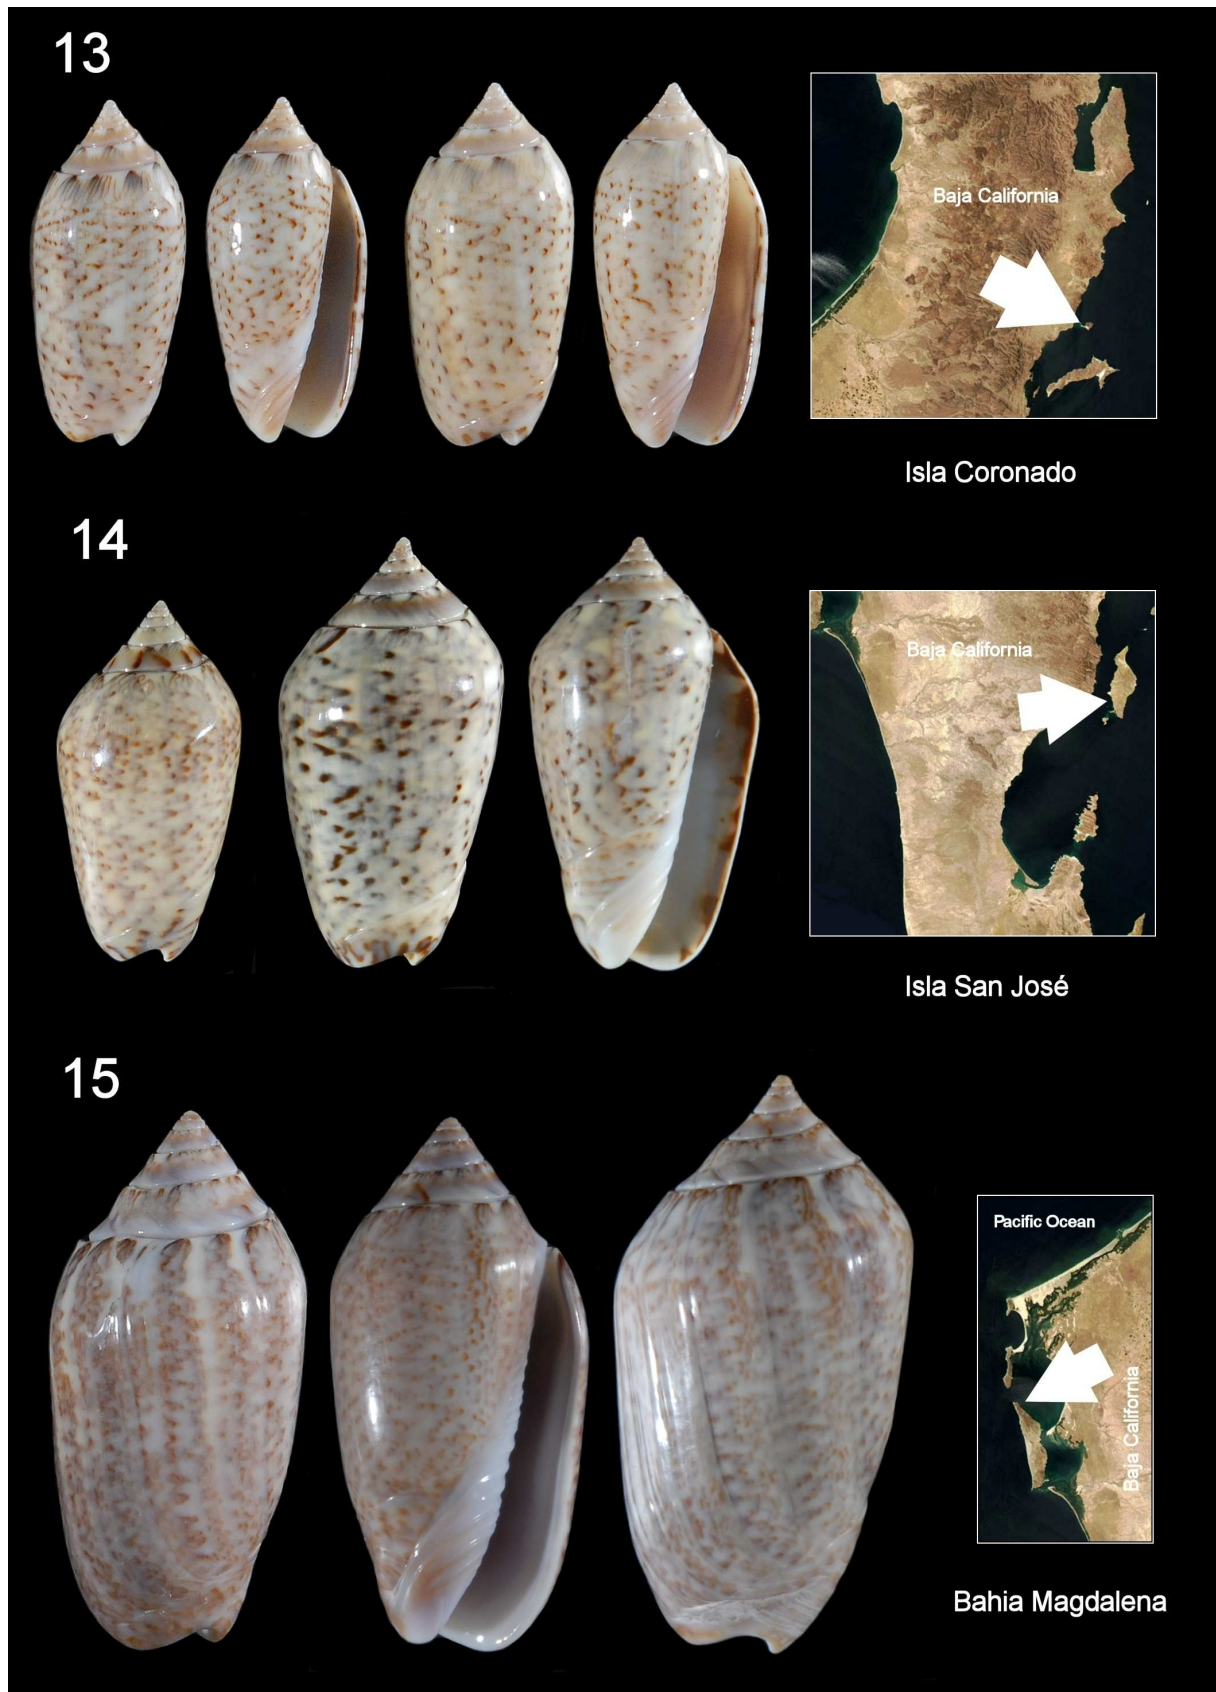 13
Baja California
Isla Coronado
14
Baja California
Isla San José
15
Pacific Ocean
Baja California
Bahia Magdalena